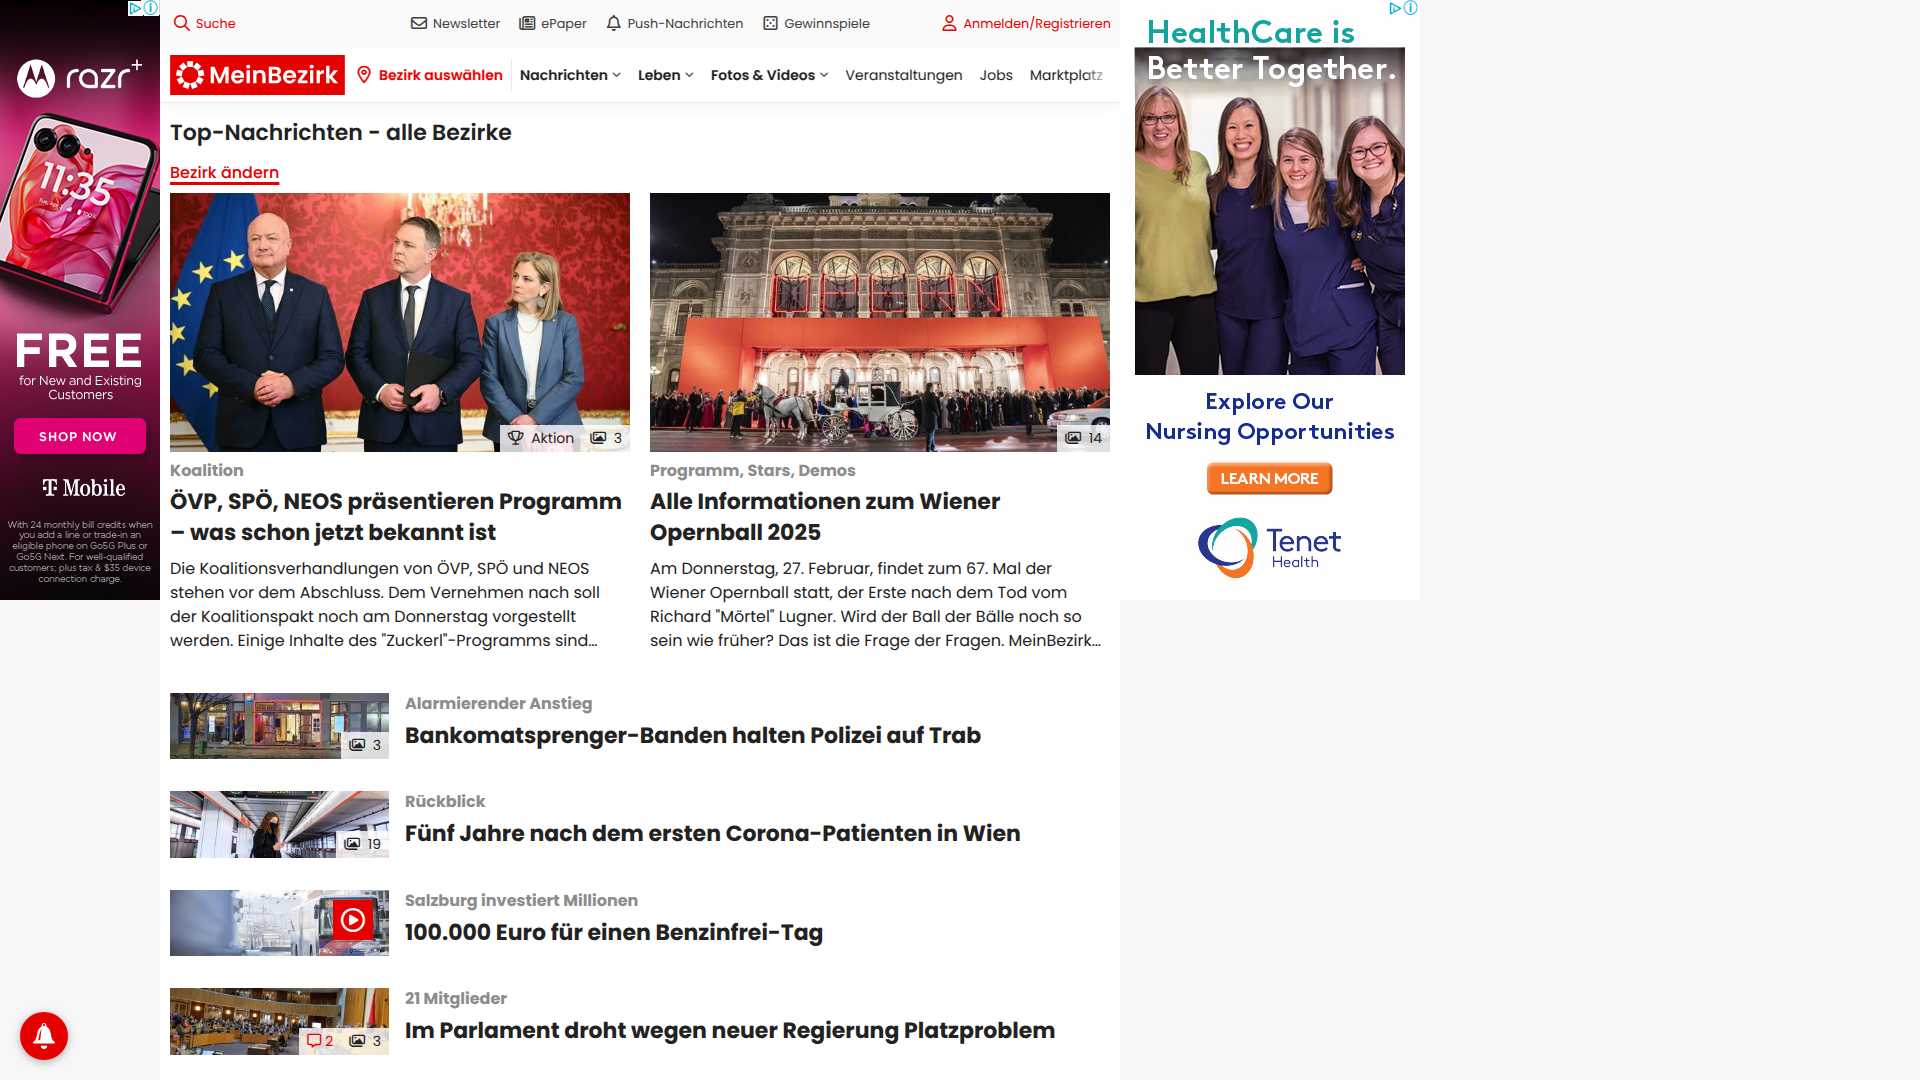 Suche
Newsletter
ePaper
Push-Nachrichten
Gewinnspiele
Anmelden/Registrieren
MeinBezirk
Bezirk auswählen
Nachrichten
Leben
Fotos & Videos
Veranstaltungen
Jobs
Marktplatz
Top-Nachrichten - alle Bezirke
Bezirk ändern
Aktion
3
14
Koalition
ÖVP, SPÖ, NEOS präsentieren Programm
– was schon jetzt bekannt ist
Die Koalitionsverhandlungen von ÖVP, SPÖ und NEOS
stehen vor dem Abschluss. Dem Vernehmen nach soll
der Koalitionspakt noch am Donnerstag vorgestellt
werden. Einige Inhalte des "Zuckerl"-Programms sind...
OPERNBALL
Programm, Stars, Demos
Alle Informationen zum Wiener
Opernball 2025
Am Donnerstag, 27. Februar, findet zum 67. Mal der
Wiener Opernball statt, der Erste nach dem Tod vom
Richard "Mörtel" Lugner. Wird der Ball der Bälle noch so
sein wie früher? Das ist die Frage der Fragen. MeinBezirk...
3
Alarmierender Anstieg
Bankomatsprenger-Banden halten Polizei auf Trab
19
Rückblick
Fünf Jahre nach dem ersten Corona-Patienten in Wien
Salzburg investiert Millionen
100.000 Euro für einen Benzinfrei-Tag
2
3
21 Mitglieder
Im Parlament droht wegen neuer Regierung Platzproblem
razr+
11:35
FREE
for New and Existing
Customers
SHOP NOW
T Mobile
With 24 monthly bill credits when
you add a line or trade-in an
eligible phone on Go5G Plus or
Go5G Next. For well-qualified
customers; plus tax & $35 device
connection charge.
HealthCare is
Better Together.
Explore Our
Nursing Opportunities
LEARN MORE
Tenet
Health